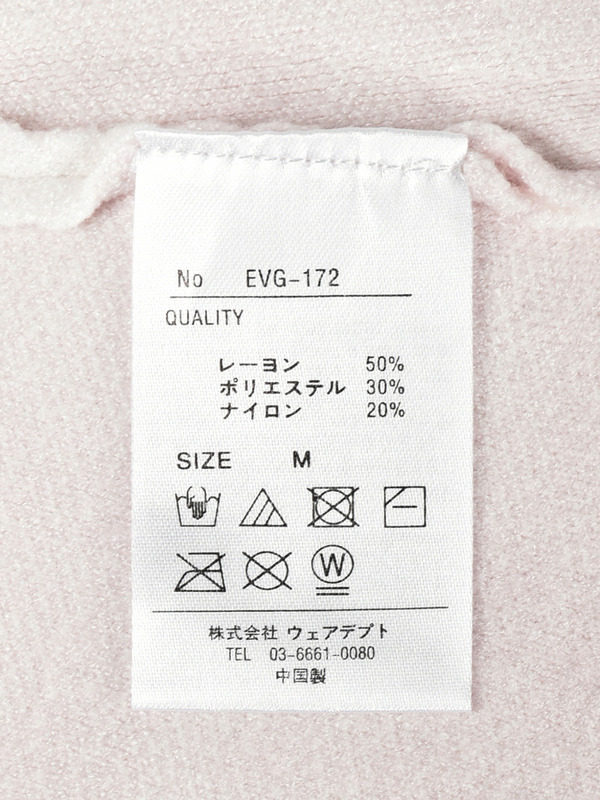 No EVG-172
QUALITY
レーヨン 50%
ポリエステル 30%
ナイロン 20%
SIZE M
W
株式会社 ウェアデプト
TEL 03-6661-0080
中国製